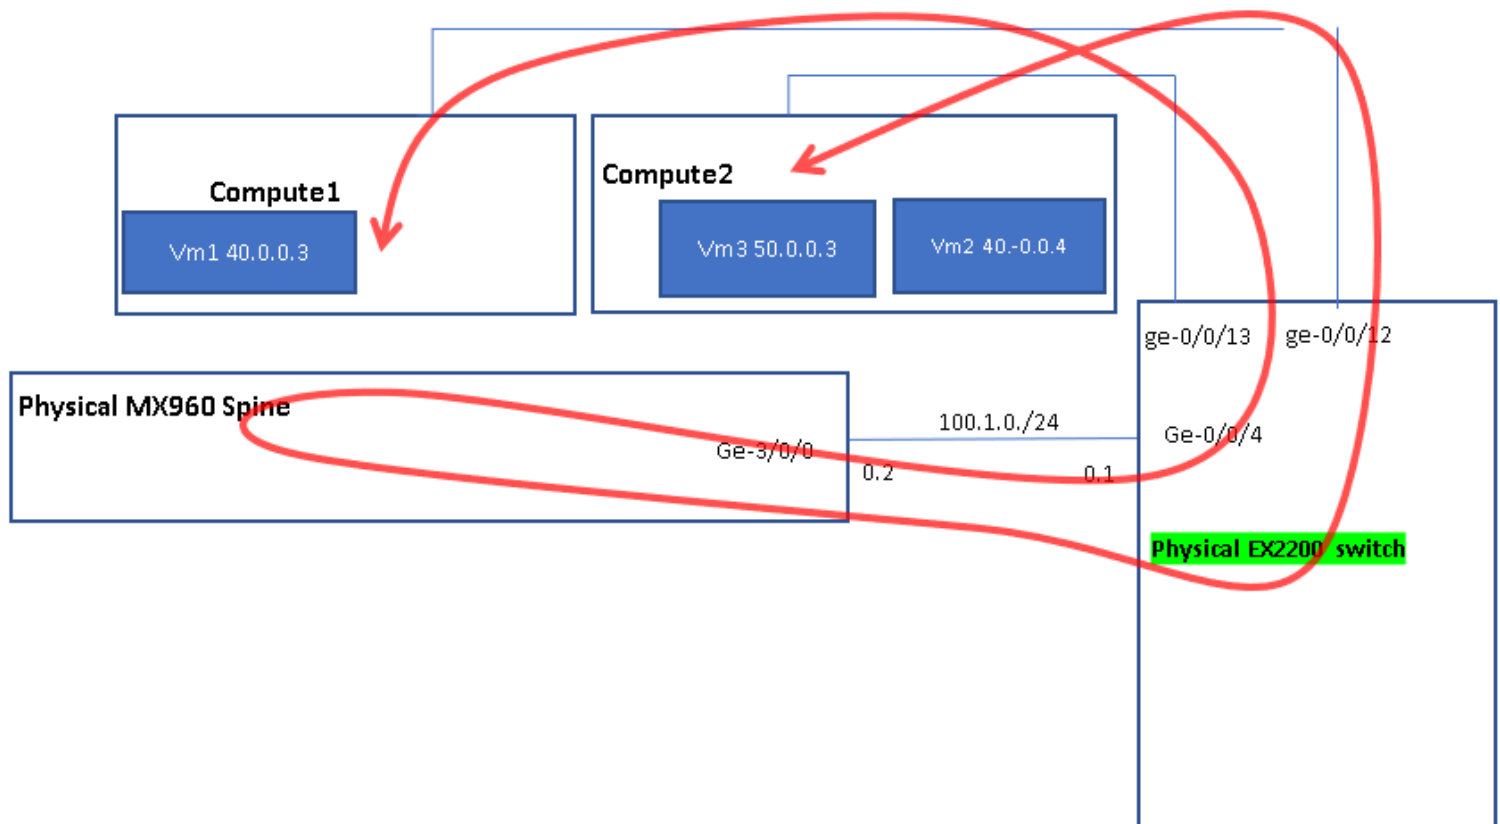 Compute1
Vm1 40.0.0.3
Compute2
Vm3 50.0.0.3
Vm2 40.-0.0.4
ge-0/0/13
ge-0/0/12
Physical MX960 Spine
Ge-3/0/0
100.1.0./24
0.2
0.1
Ge-0/0/4
Physical EX2200 switch